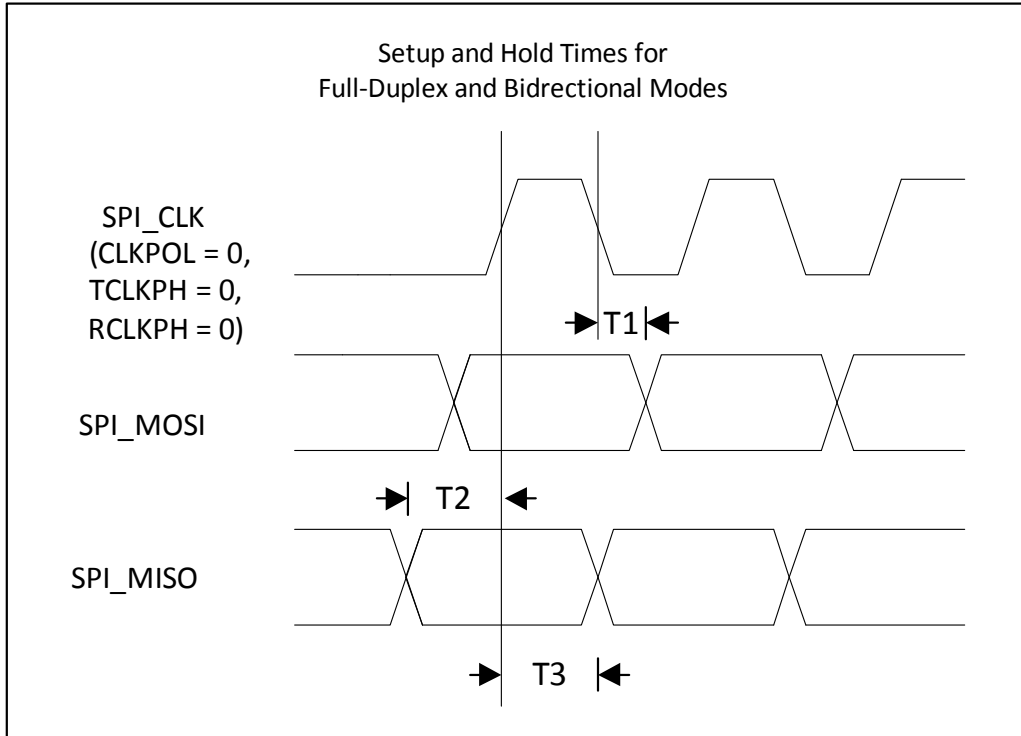 Setup and Hold Times for
Full-Duplex and Bidrectional Modes
SPI_CLK
(CLKPOL = 0,
TCLKPH = 0,
RCLKPH = 0)
T1
SPI_MOSI
T2
SPI_MISO
T3